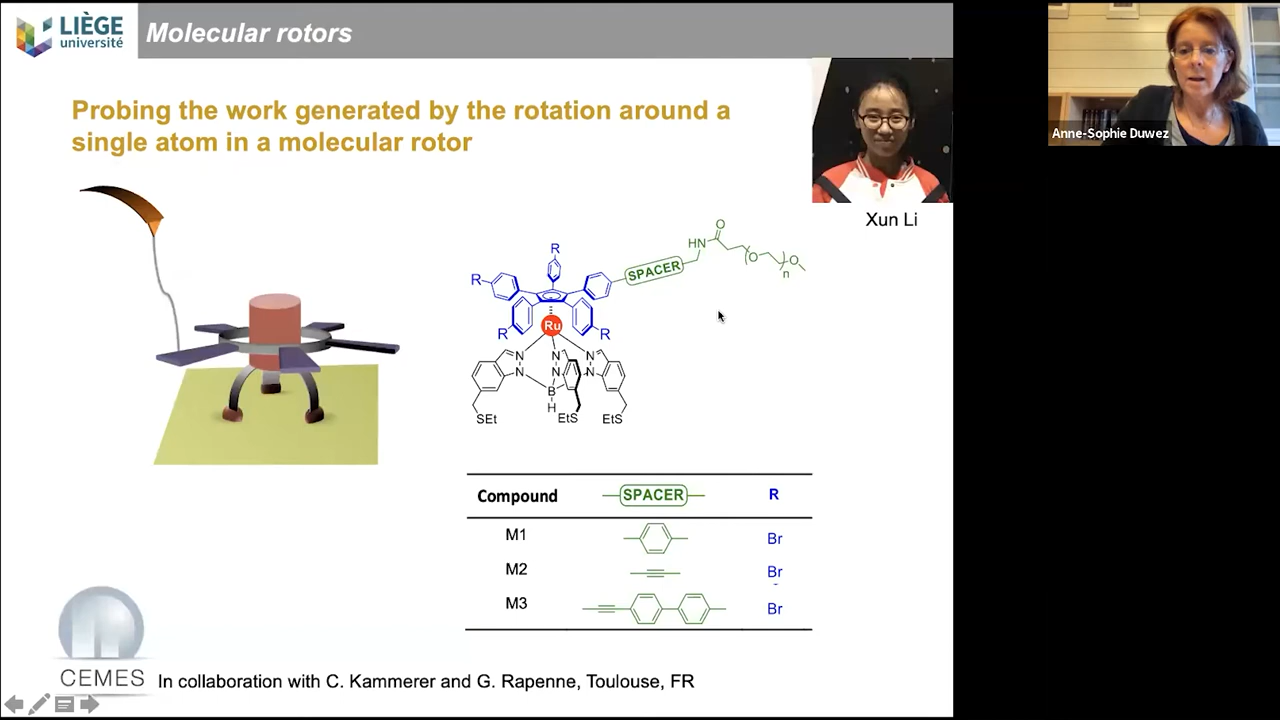 LIÈGE
université
Molecular rotors
Anne-Sophie Duwez
Probing the work generated by the rotation around a
single atom in a molecular rotor
Xun Li
R
R
R
R
SPACER
HN
O
O
n
O
Ru
N
N
N
N
N
N
B
H
SEt
EtS
EtS
Compound
SPACER
R
M1
Br
M2
Br
M3
Br
CEMES
In collaboration with C. Kammerer and G. Rapenne, Toulouse, FR